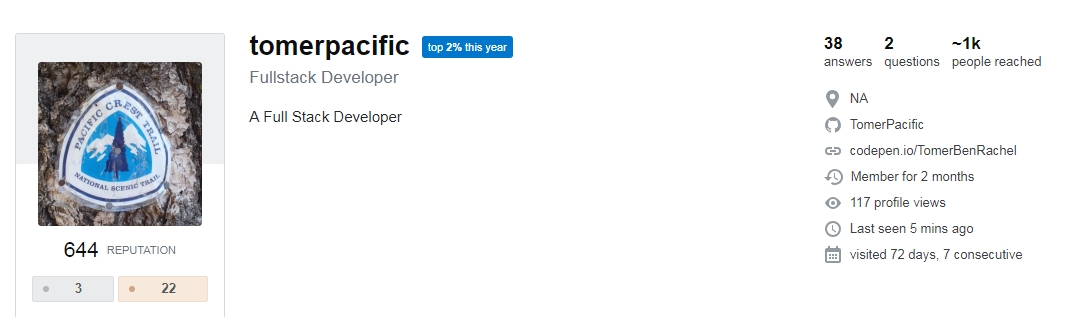 tomerpacific top 2% this year
Fullstack Developer
A Full Stack Developer
PACIFIC CREST TRAIL
NATIONAL SCENIC TRAIL
644 REPUTATION
3 22
38 2 ~1k
answers questions people reached
NA
TomerPacific
codepen.io/TomerBenRachel
Member for 2 months
117 profile views
Last seen 5 mins ago
visited 72 days, 7 consecutive